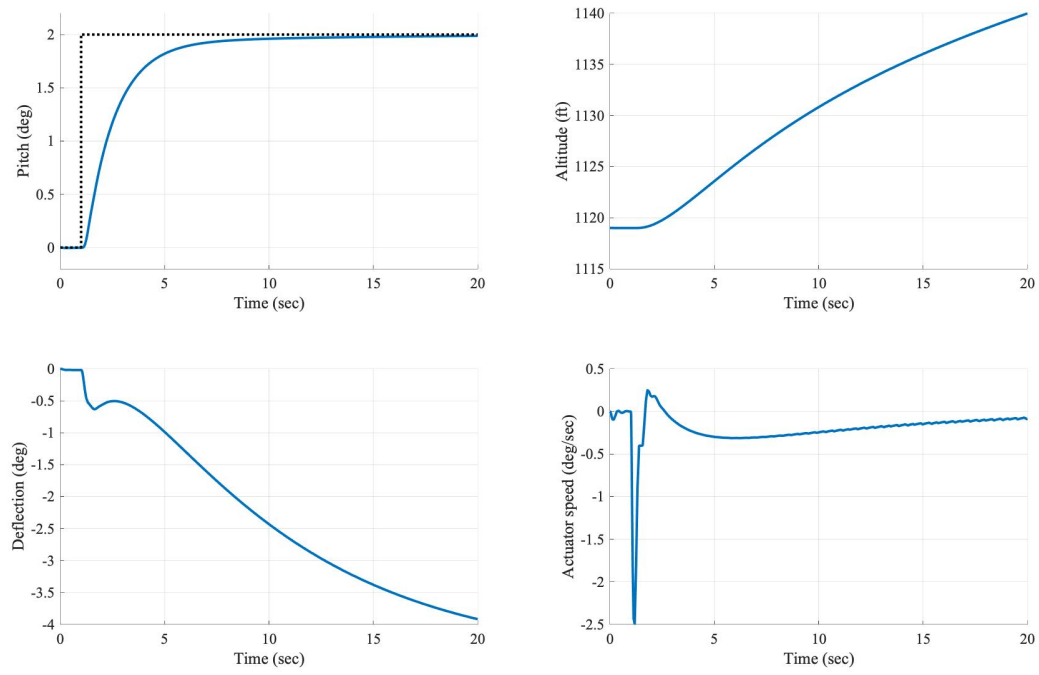 2
1.5
1
0.5
0
Pitch (deg)
0 5 10 15 20
Time (sec)
1140
1135
1130
1125
1120
1115
Altitude (ft)
0 5 10 15 20
Time (sec)
0
-0.5
-1
-1.5
-2
-2.5
-3
-3.5
-4
Deflection (deg)
0 5 10 15 20
Time (sec)
0.5
0
-0.5
-1
-1.5
-2
-2.5
Actuator speed (deg/sec)
0 5 10 15 20
Time (sec)